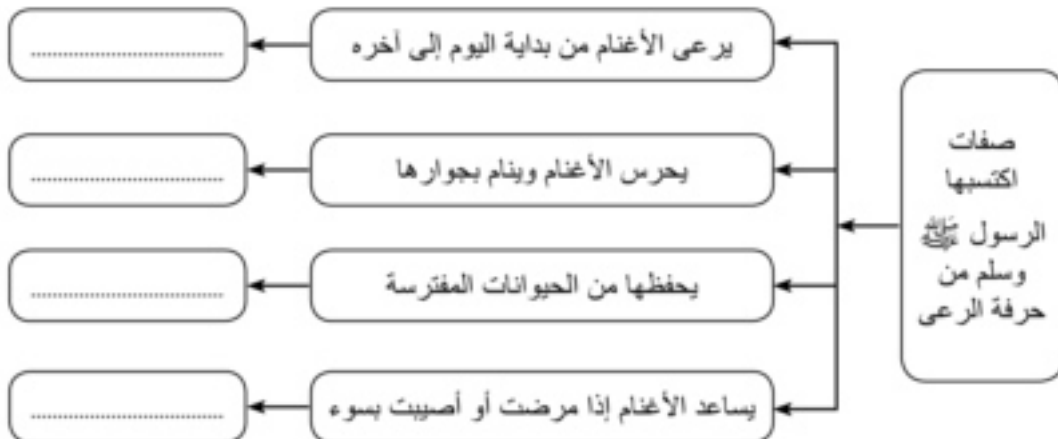 صفات
اكتسبها
الرسول ﷺ
وسلم من
حرفة الرعى
يرعى الأغنام من بداية اليوم إلى آخره
يحرس الأغنام وينام بجوارها
يحفظها من الحيوانات المفترسة
يساعد الأغنام إذا مرضت أو أصيبت بسوء